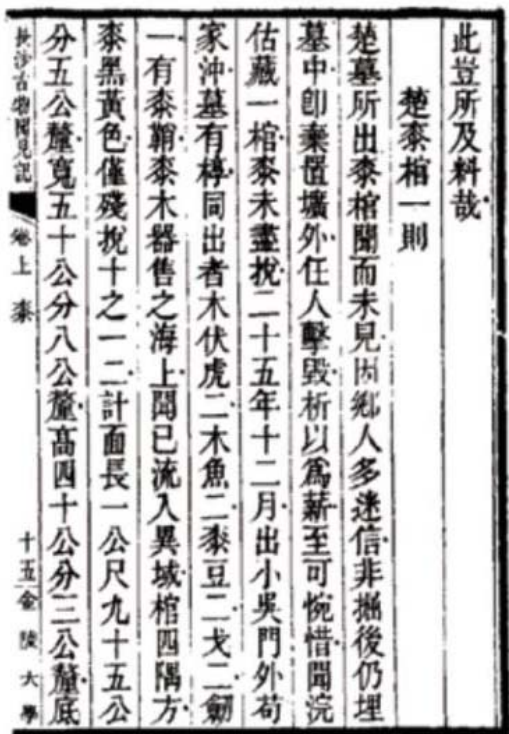 此豈所及料哉
楚桼棺一則
楚墓所出桼棺聞而未見因鄉人多迷信非掘後仍埋
墓中卽棄置壙外任人擊毀析以爲薪至可惋惜聞浣
估藏一棺桼未盡捝二十五年十二月出小吳門外荀
家沖墓有椁同出者木伏虎二木魚二桼豆二戈二劒
一有桼鞘桼木器售之海上聞已流入異域棺四隅方
桼黑黃色僅殘捝十之一二計面長一公尺九十五公
分五公釐寬五十公分八公釐高四十公分三公釐底
長沙古物聞見記 卷上 桼 十五 金陵大學